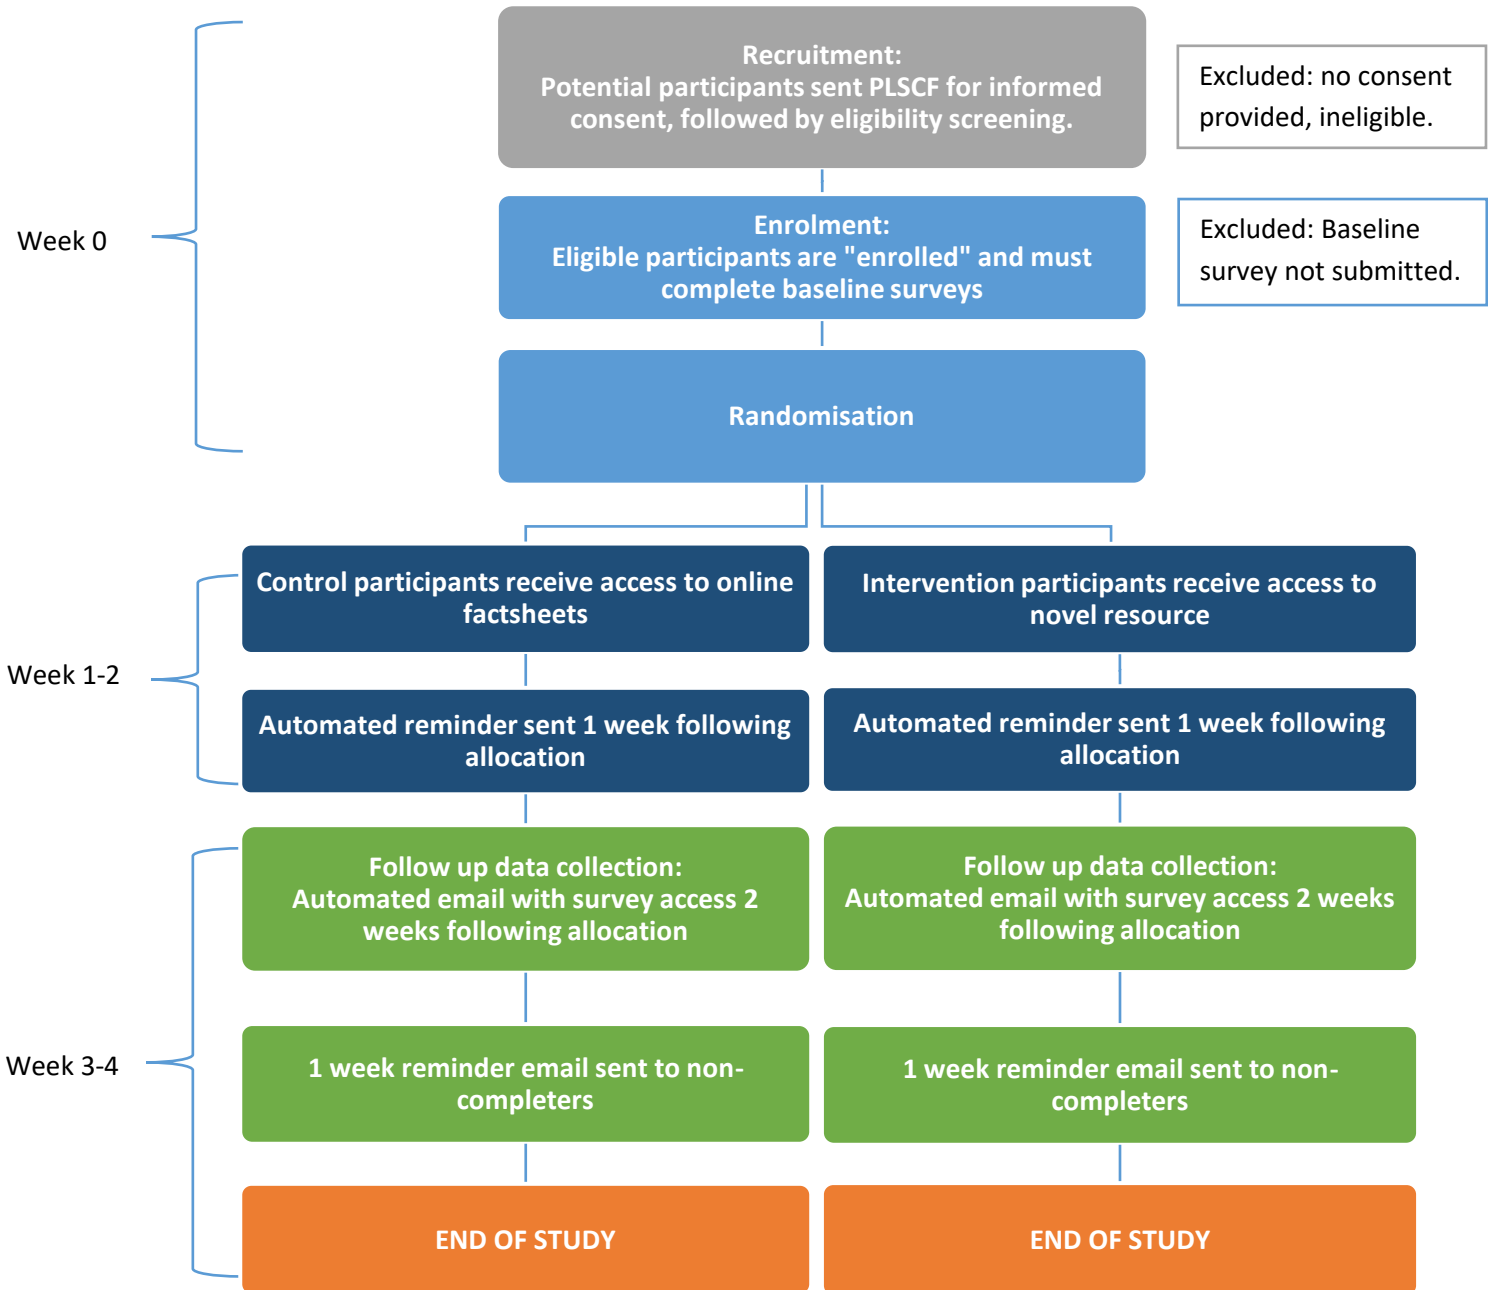 Recruitment:
Potential participants sent PLSCF for informed
consent, followed by eligibility screening.
Excluded: no consent
provided, ineligible.
Week 0
Enrolment:
Eligible participants are "enrolled" and must
complete baseline surveys
Excluded: Baseline
survey not submitted.
Randomisation
Week 1-2
Control participants receive access to online
factsheets
Intervention participants receive access to
novel resource
Automated reminder sent 1 week following
allocation
Automated reminder sent 1 week following
allocation
Week 3-4
Follow up data collection:
Automated email with survey access 2
weeks following allocation
Follow up data collection:
Automated email with survey access 2 weeks
following allocation
1 week reminder email sent to non-
completers
1 week reminder email sent to non-
completers
END OF STUDY
END OF STUDY